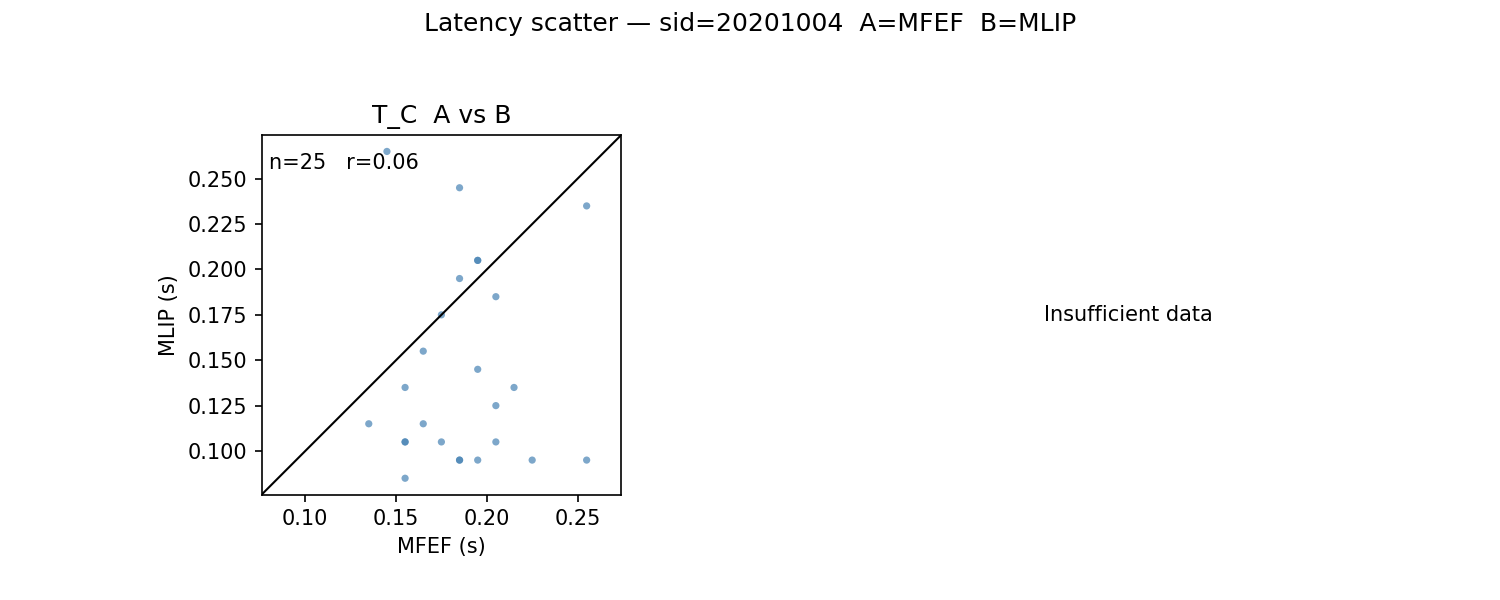 Latency scatter — sid=20201004  A=MFEF  B=MLIP
T_C  A vs B
n=25   r=0.06
0.250
0.225
0.200
0.175
0.150
0.125
0.100
MLIP (s)
0.10 0.15 0.20 0.25
MFEF (s)
Insufficient data